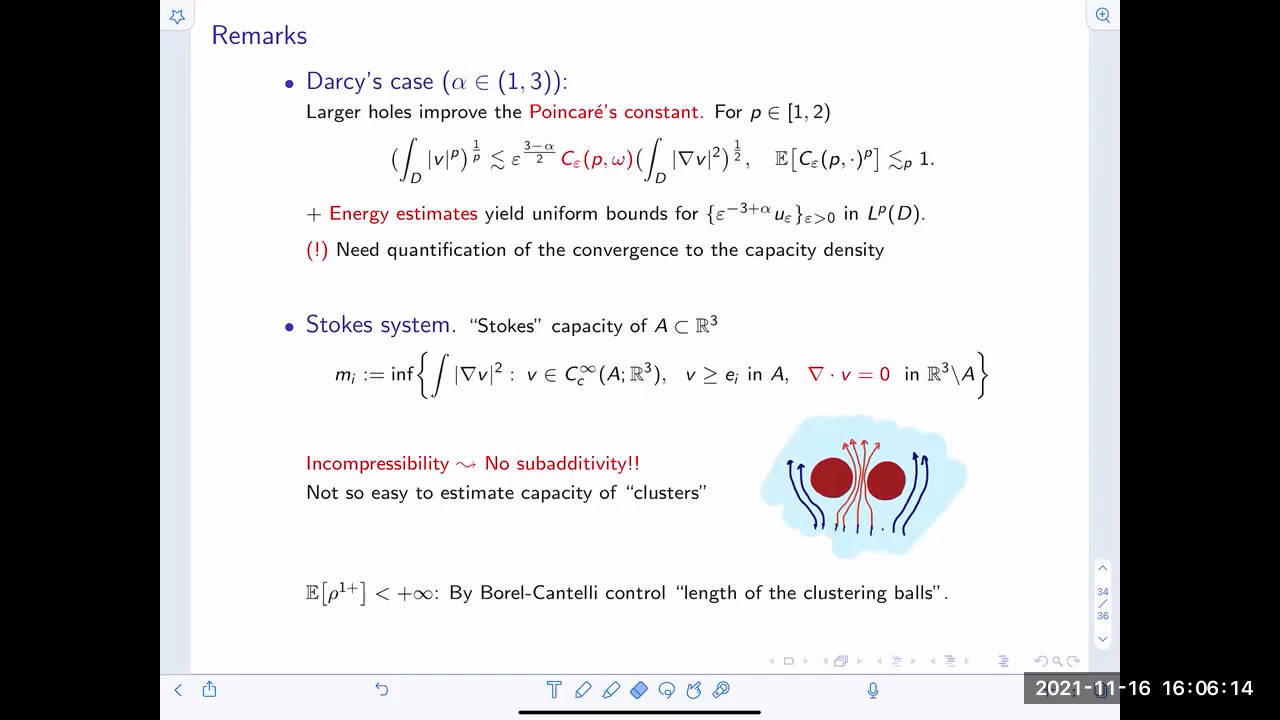 Remarks
• Darcy's case (α ∈ (1, 3)):
Larger holes improve the Poincaré's constant. For p ∈ [1, 2)
(∫_D |v|^p)^{1/p} ≲ ε^{(3−α)/2} C_ε(p, ω)(∫_D |∇v|²)^{1/2}, 𝔼[C_ε(p, ·)^p] ≲_p 1.
+ Energy estimates yield uniform bounds for {ε^{−3+α} u_ε}_{ε>0} in L^p(D).
(!) Need quantification of the convergence to the capacity density
• Stokes system. “Stokes” capacity of A ⊂ ℝ³
m_i := inf{∫ |∇v|² : v ∈ C_c^∞(A; ℝ³), v ≥ e_i in A, ∇ · v = 0 in ℝ³\A}
Incompressibility ⇝ No subadditivity!!
Not so easy to estimate capacity of “clusters”
𝔼[ρ^{1+}] < +∞: By Borel-Cantelli control “length of the clustering balls”.
34
/
36
T
2021-11-16 16:06:14